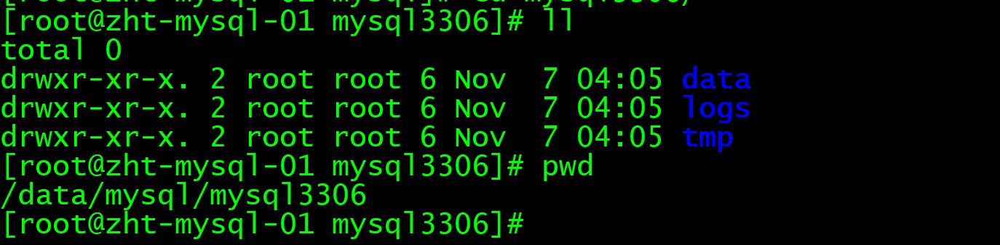 [root@zht-mysql-01 mysql3306]# ll
total 0
drwxr-xr-x. 2 root root 6 Nov  7 04:05 data
drwxr-xr-x. 2 root root 6 Nov  7 04:05 logs
drwxr-xr-x. 2 root root 6 Nov  7 04:05 tmp
[root@zht-mysql-01 mysql3306]# pwd
/data/mysql/mysql3306
[root@zht-mysql-01 mysql3306]#